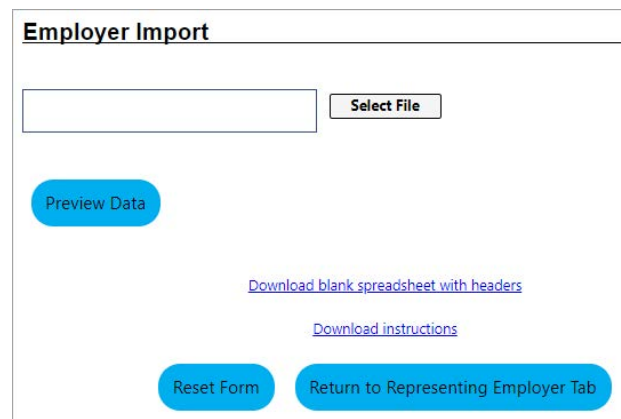 Employer Import
Select File
Preview Data
Download blank spreadsheet with headers
Download instructions
Reset Form
Return to Representing Employer Tab